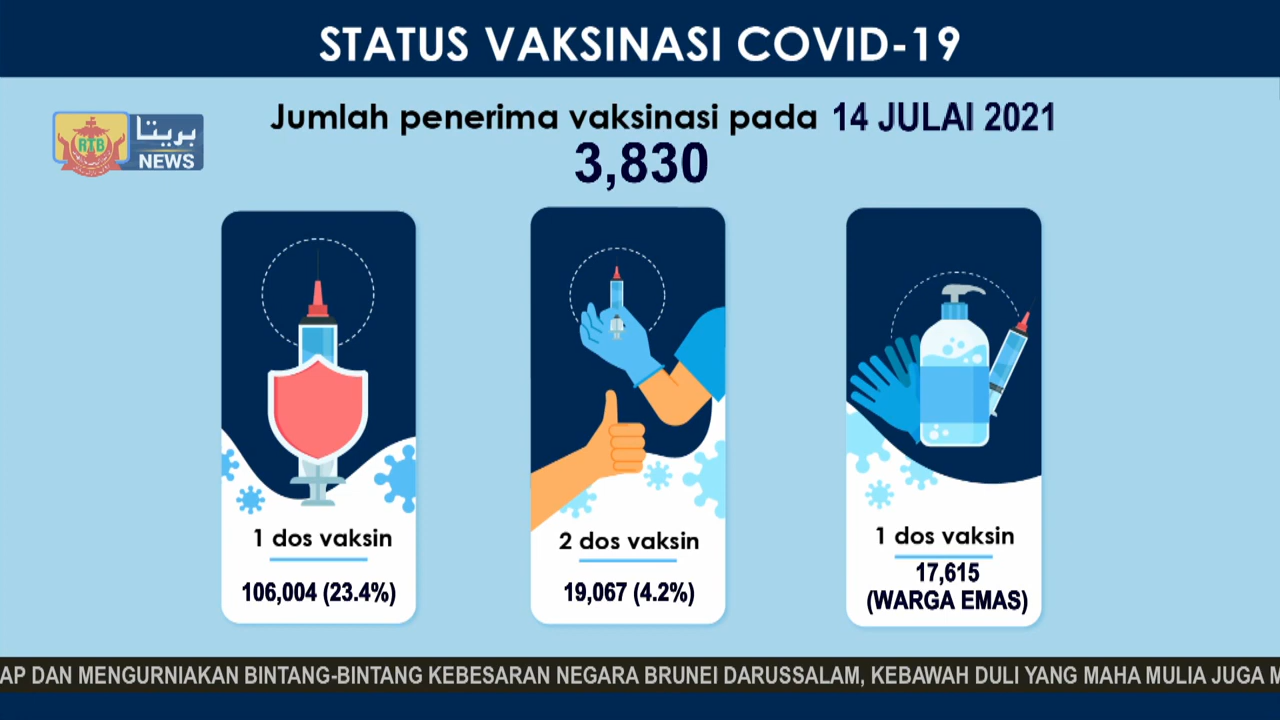 STATUS VAKSINASI COVID-19
Jumlah penerima vaksinasi pada 14 JULAI 2021
3,830
RTB
بريتا
NEWS
1 dos vaksin
106,004 (23.4%)
2 dos vaksin
19,067 (4.2%)
1 dos vaksin
17,615
(WARGA EMAS)
AP DAN MENGURNIAKAN BINTANG-BINTANG KEBESARAN NEGARA BRUNEI DARUSSALAM, KEBAWAH DULI YANG MAHA MULIA JUGA M